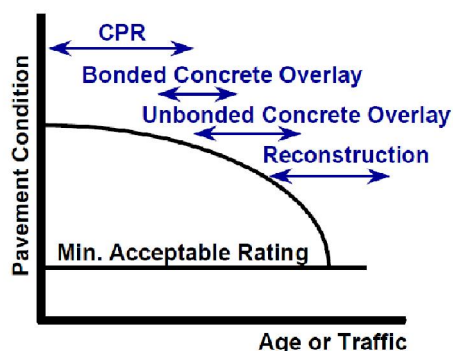 CPR
Bonded Concrete Overlay
Unbonded Concrete Overlay
Reconstruction
Pavement Condition
Min. Acceptable Rating
Age or Traffic